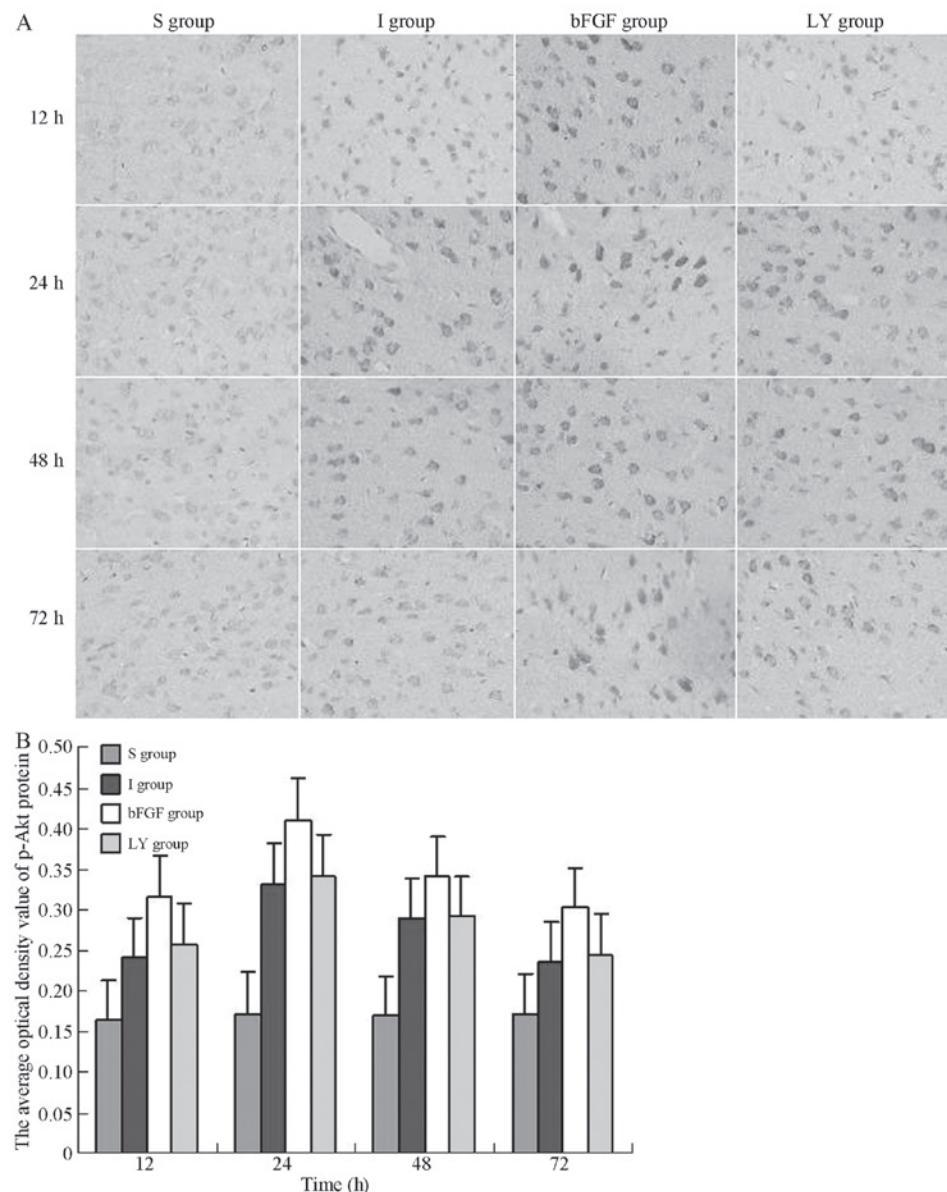 A
S group I group bFGF group LY group
12 h
24 h
48 h
72 h
B
The average optical density value of p-Akt protein
0.50
0.45
0.40
0.35
0.30
0.25
0.20
0.15
0.10
0.05
0
S group
I group
bFGF group
LY group
12 24 48 72
Time (h)